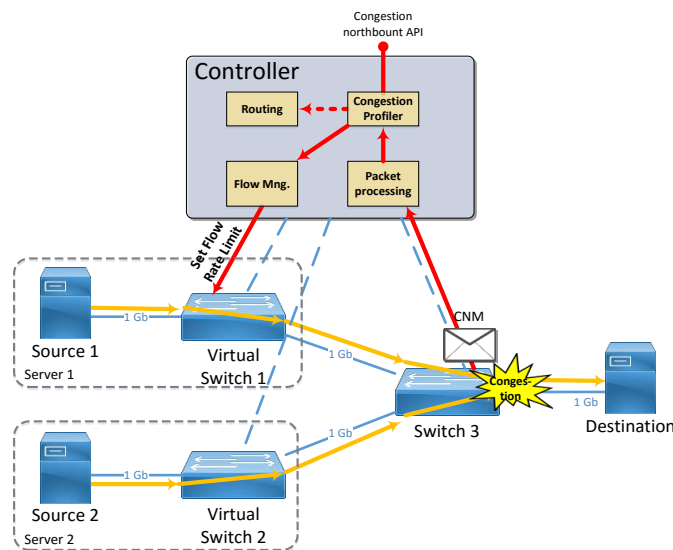 Congestion
northbount API
Controller
Routing
Congestion
Profiler
Flow Mng.
Packet
processing
Set Flow
Rate Limit
CNM
1 Gb
Source 1
Server 1
Virtual
Switch 1
1 Gb
Conges-
tion
1 Gb
Switch 3
Destination
1 Gb
1 Gb
Source 2
Server 2
Virtual
Switch 2